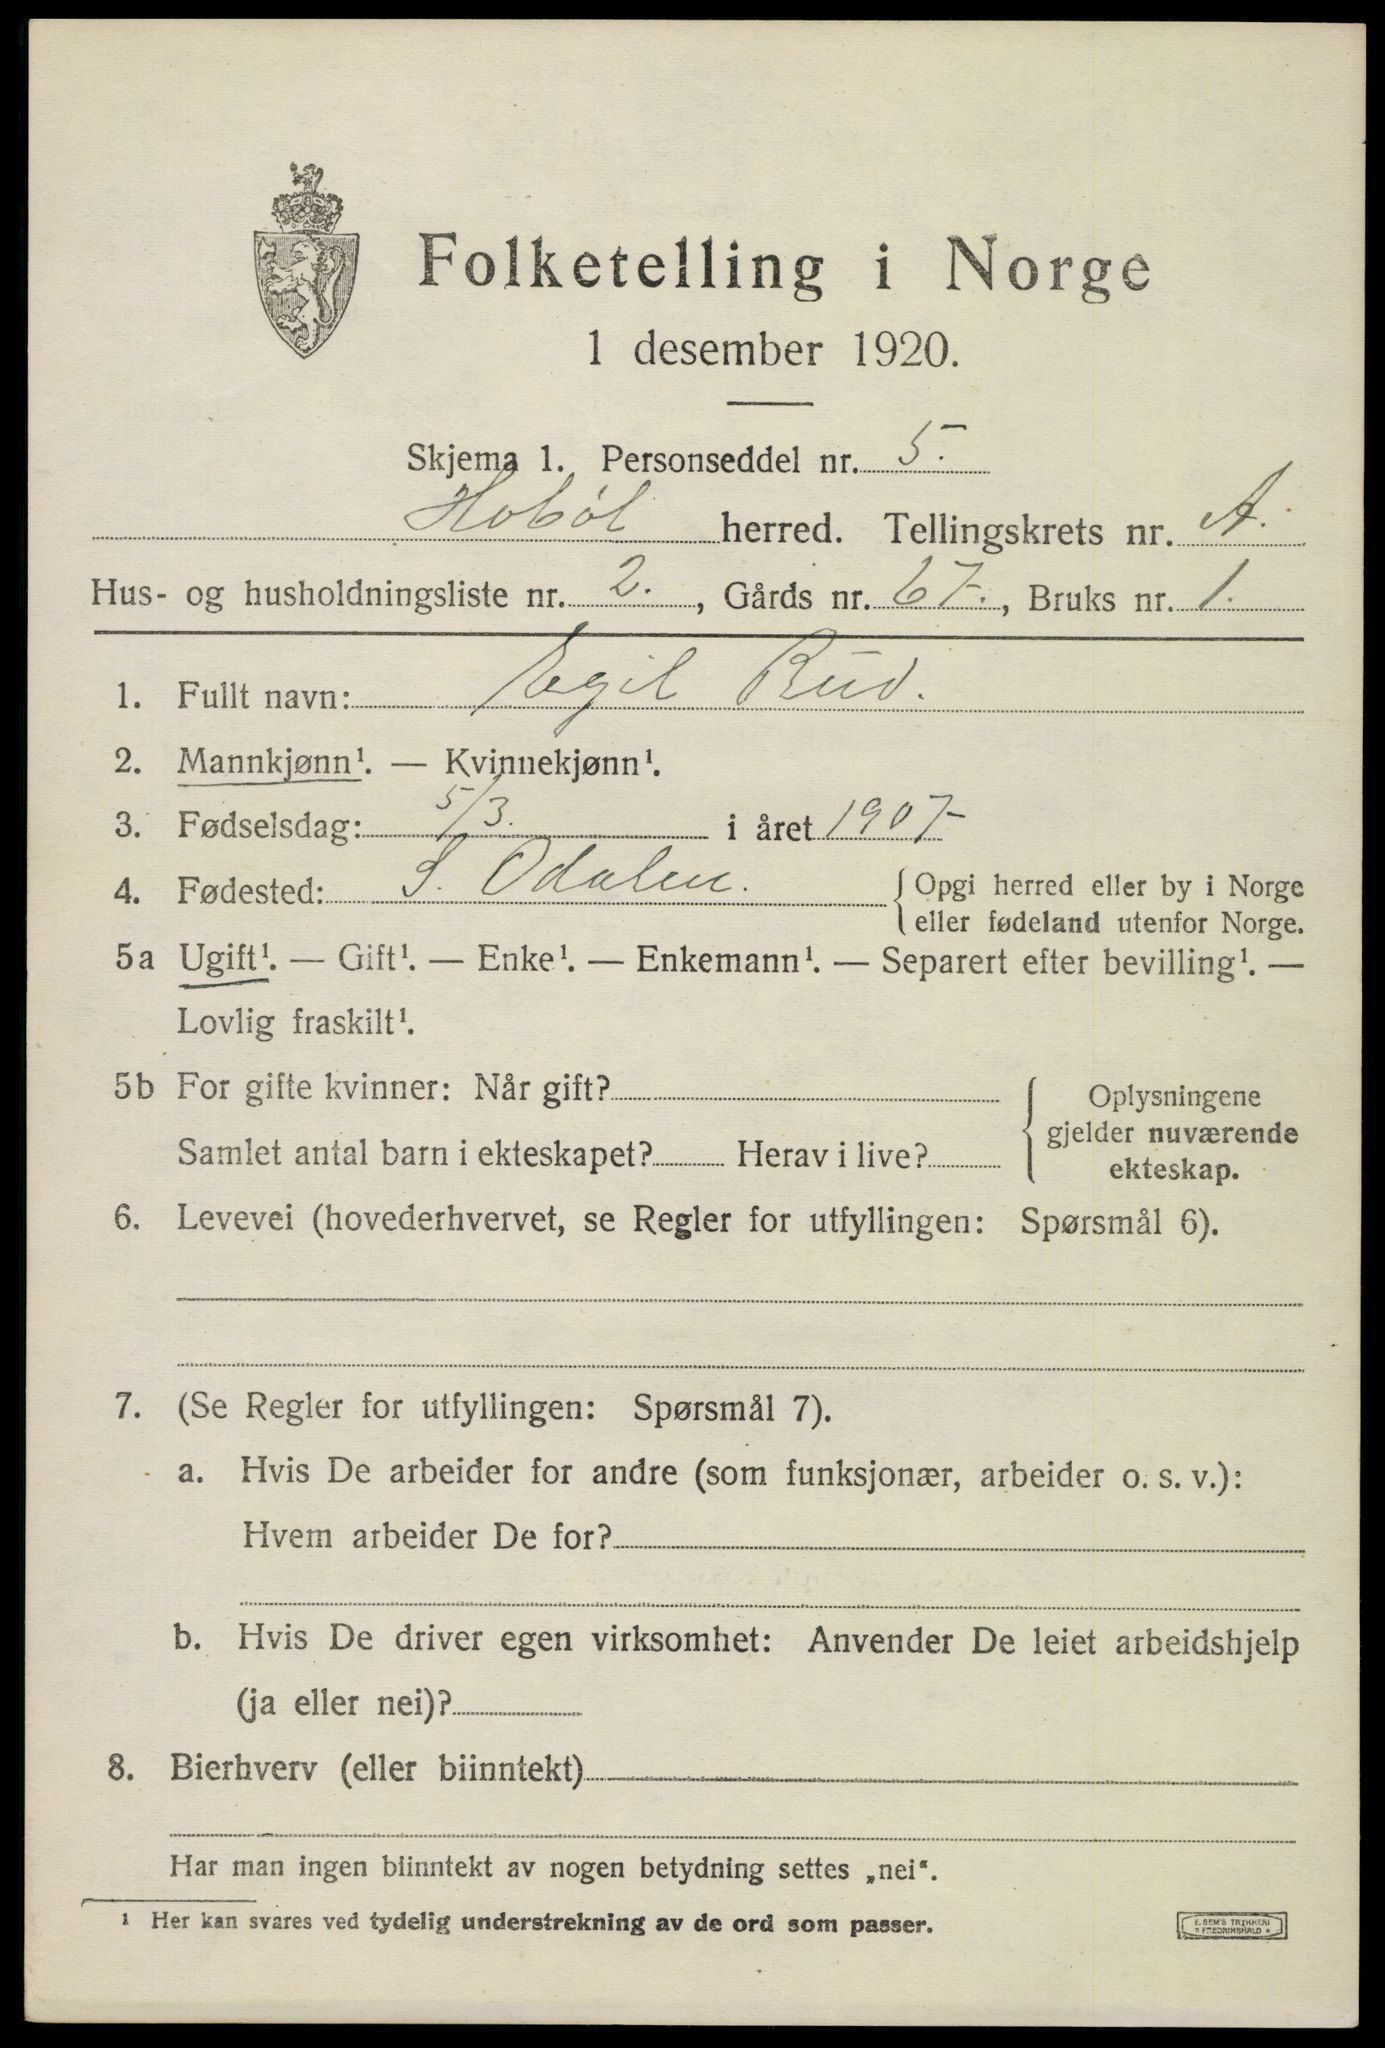 Folketelling i Norge
1 desember 1920.
Skjema 1. Personseddel nr. 5.
Hobøl herred. Tellingskrets nr. A.
Hus- og husholdningsliste nr. 2., Gårds nr. 67., Bruks nr. 1.
1. Fullt navn: Egil Rud.
2. Mannkjønn¹. — Kvinnekjønn¹.
3. Fødselsdag: 5/3. i året 1907
4. Fødested: S. Odalen. Opgi herred eller by i Norge
eller fødeland utenfor Norge.
5a Ugift¹. — Gift¹. — Enke¹. — Enkemann¹. — Separert efter bevilling¹. —
Lovlig fraskilt¹.
5b For gifte kvinner: Når gift? Oplysningene
gjelder nuværende
Samlet antal barn i ekteskapet? Herav i live? ekteskap.
6. Levevei (hovederhvervet, se Regler for utfyllingen: Spørsmål 6).
7. (Se Regler for utfyllingen: Spørsmål 7).
a. Hvis De arbeider for andre (som funksjonær, arbeider o. s. v.):
Hvem arbeider De for?
b. Hvis De driver egen virksomhet: Anvender De leiet arbeidshjelp
(ja eller nei)?
8. Bierhverv (eller biinntekt)
Har man ingen biinntekt av nogen betydning settes „nei".
¹ Her kan svares ved tydelig understrekning av de ord som passer.
E. SEM'S TRYKKERI
FREDRIKSHALD